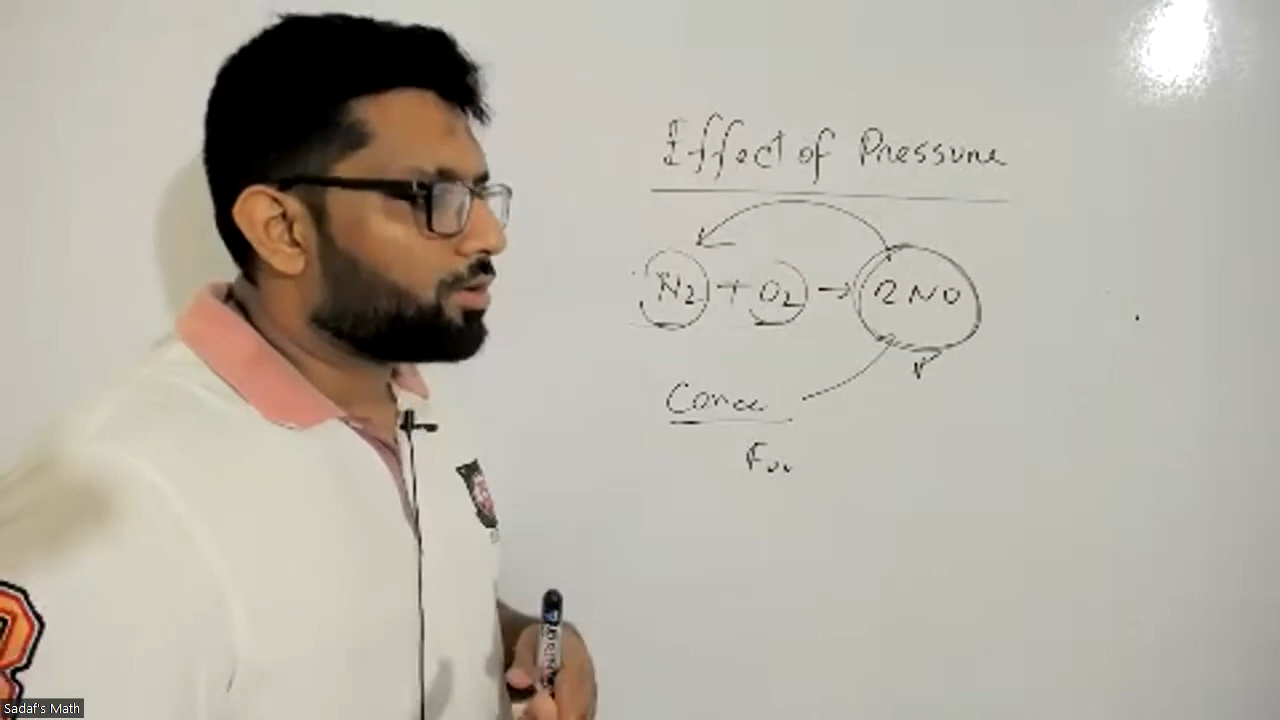 Effect of Pressure
N2 + O2 → 2NO
Conc
Sadaf's Math